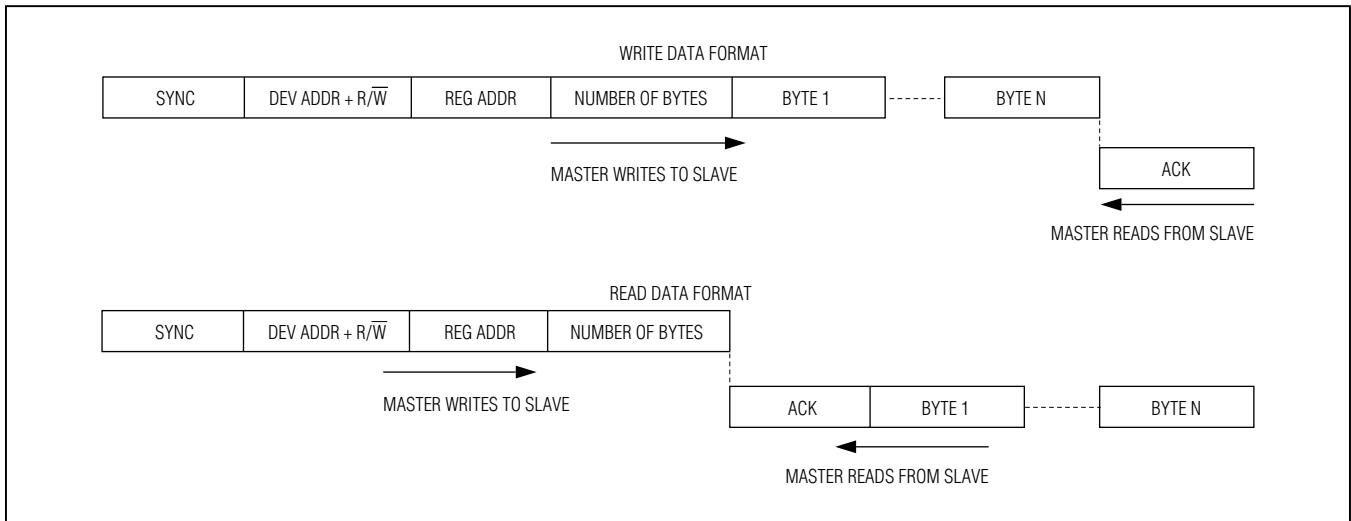 WRITE DATA FORMAT
SYNC DEV ADDR + R/W̅ REG ADDR NUMBER OF BYTES BYTE 1 BYTE N
MASTER WRITES TO SLAVE
ACK
MASTER READS FROM SLAVE
READ DATA FORMAT
SYNC DEV ADDR + R/W̅ REG ADDR NUMBER OF BYTES
MASTER WRITES TO SLAVE
ACK BYTE 1 BYTE N
MASTER READS FROM SLAVE